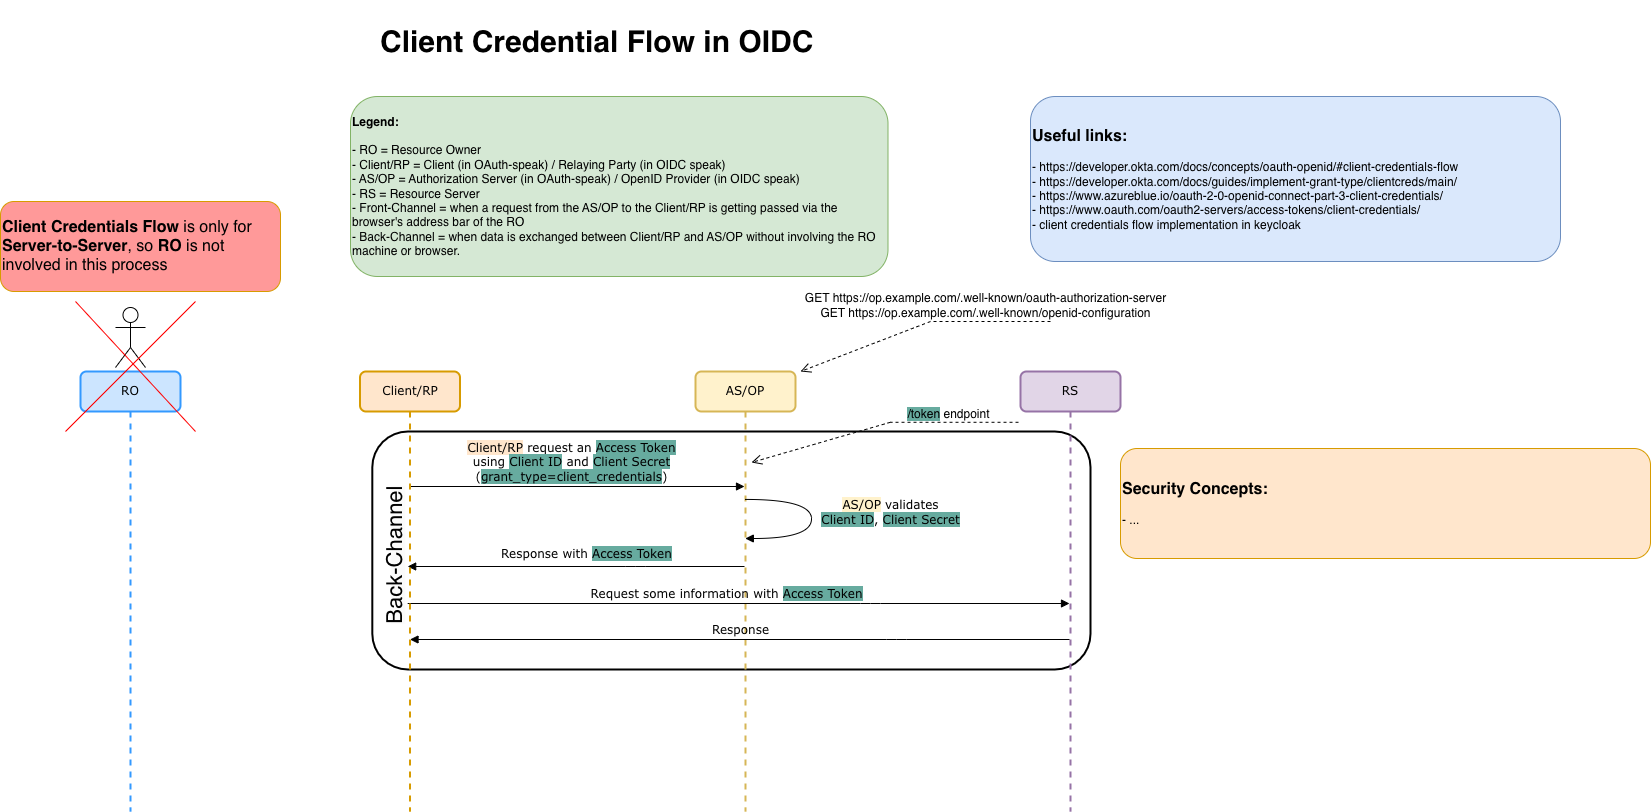 Client Credential Flow in OIDC
Legend:
- RO = Resource Owner
- Client/RP = Client (in OAuth-speak) / Relaying Party (in OIDC speak)
- AS/OP = Authorization Server (in OAuth-speak) / OpenID Provider (in OIDC speak)
- RS = Resource Server
- Front-Channel = when a request from the AS/OP to the Client/RP is getting passed via the
browser's address bar of the RO
- Back-Channel = when data is exchanged between Client/RP and AS/OP without involving the RO
machine or browser.
Useful links:
- https://developer.okta.com/docs/concepts/oauth-openid/#client-credentials-flow
- https://developer.okta.com/docs/guides/implement-grant-type/clientcreds/main/
- https://www.azureblue.io/oauth-2-0-openid-connect-part-3-client-credentials/
- https://www.oauth.com/oauth2-servers/access-tokens/client-credentials/
- client credentials flow implementation in keycloak
Client Credentials Flow is only for
Server-to-Server, so RO is not
involved in this process
GET https://op.example.com/.well-known/oauth-authorization-server
GET https://op.example.com/.well-known/openid-configuration
RO
Client/RP
AS/OP
RS
/token endpoint
Client/RP request an Access Token
using Client ID and Client Secret
(grant_type=client_credentials)
AS/OP validates
Client ID, Client Secret
Response with Access Token
Request some information with Access Token
Response
Back-Channel
Security Concepts:
- ...